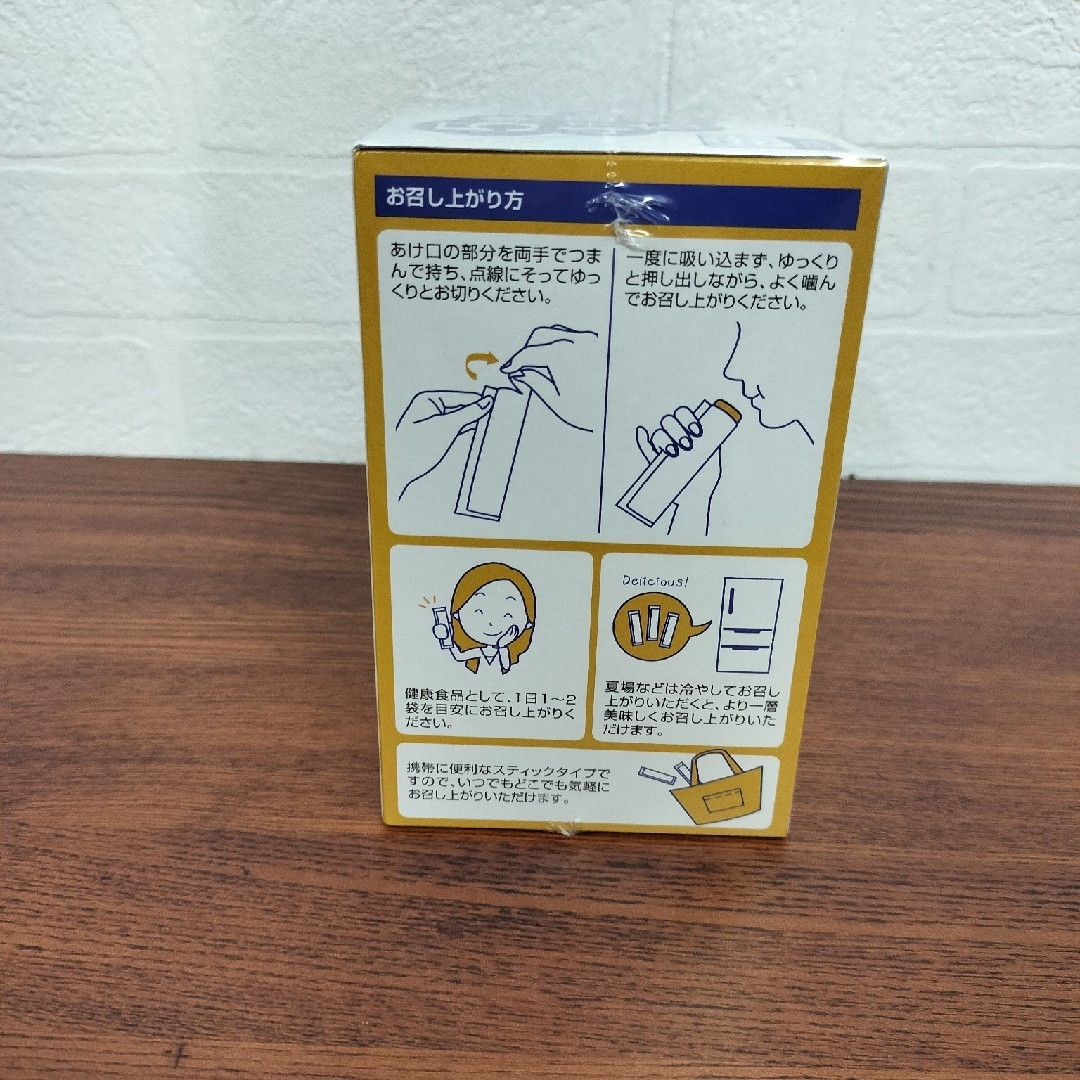 お召し上がり方
あけ口の部分を両手でつま
んで持ち、点線にそってゆっ
くりとお切りください。
一度に吸い込まず、ゆっくり
と押し出しながら、よく噛ん
でお召し上がりください。
Delicious!
健康食品として、1日1～2
袋を目安にお召し上がりく
ださい。
夏場などは冷やしてお召し
上がりいただくと、より一層
美味しくお召し上がりいた
だけます。
携帯に便利なスティックタイプで
すので、いつでもどこでも気軽に
お召し上がりいただけます。